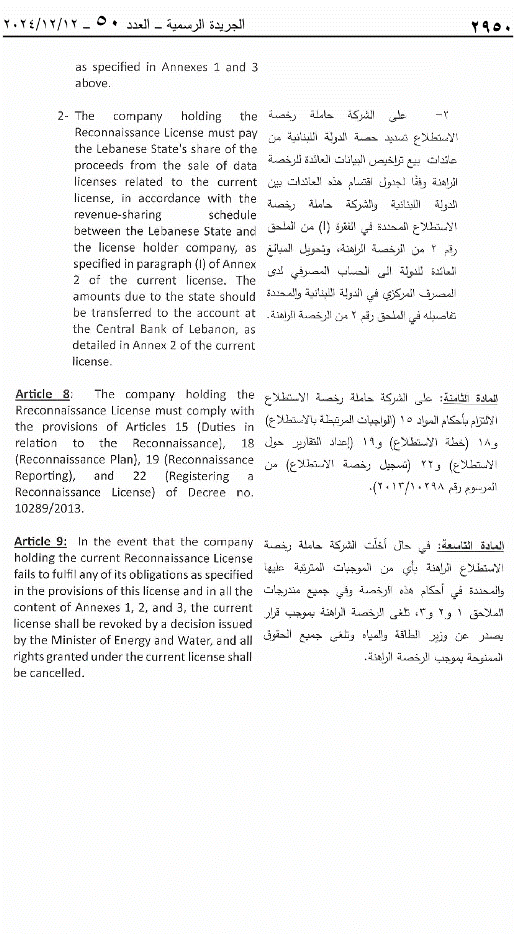 ٢٩٥٠
الجريدة الرسمية ــ العدد ٥٠ ــ ٢٠٢٤/١٢/١٢
as specified in Annexes 1 and 3
above.
2- The company holding the
Reconnaissance License must pay
the Lebanese State's share of the
proceeds from the sale of data
licenses related to the current
license, in accordance with the
revenue-sharing schedule
between the Lebanese State and
the license holder company, as
specified in paragraph (I) of Annex
2 of the current license. The
amounts due to the state should
be transferred to the account at
the Central Bank of Lebanon, as
detailed in Annex 2 of the current
license.
٢– على الشركة حاملة رخصة
الاستطلاع تسديد حصة الدولة اللبنانية من
عائدات بيع تراخيص البيانات العائدة للرخصة
الراهنة وفقًا لجدول اقتسام هذه العائدات بين
الدولة اللبنانية والشركة حاملة رخصة
الاستطلاع المحددة في الفقرة (I) من الملحق
رقم ٢ من الرخصة الراهنة، وتحويل المبالغ
العائدة للدولة الى الحساب المصرفي لدى
المصرف المركزي في الدولة اللبنانية والمحددة
تفاصيله في الملحق رقم ٢ من الرخصة الراهنة.
Article 8: The company holding the
Rreconnaissance License must comply with
the provisions of Articles 15 (Duties in
relation to the Reconnaissance), 18
(Reconnaissance Plan), 19 (Reconnaissance
Reporting), and 22 (Registering a
Reconnaissance License) of Decree no.
10289/2013.
المادة الثامنة: على الشركة حاملة رخصة الاستطلاع
الالتزام بأحكام المواد ١٥ (الواجبات المرتبطة بالاستطلاع)
و١٨ (خطة الاستطلاع) و١٩ (إعداد التقارير حول
الاستطلاع) و٢٢ (تسجيل رخصة الاستطلاع) من
المرسوم رقم ٢٠١٣/١٠٢٩٨).
Article 9: In the event that the company
holding the current Reconnaissance License
fails to fulfil any of its obligations as specified
in the provisions of this license and in all the
content of Annexes 1, 2, and 3, the current
license shall be revoked by a decision issued
by the Minister of Energy and Water, and all
rights granted under the current license shall
be cancelled.
المادة التاسعة: في حال أخلّت الشركة حاملة رخصة
الاستطلاع الراهنة بأي من الموجبات المترتبة عليها
والمحددة في أحكام هذه الرخصة وفي جميع مندرجات
الملاحق ١ و٢ و٣، تلغى الرخصة الراهنة بموجب قرار
يصدر عن وزير الطاقة والمياه وتلغى جميع الحقوق
الممنوحة بموجب الرخصة الراهنة.